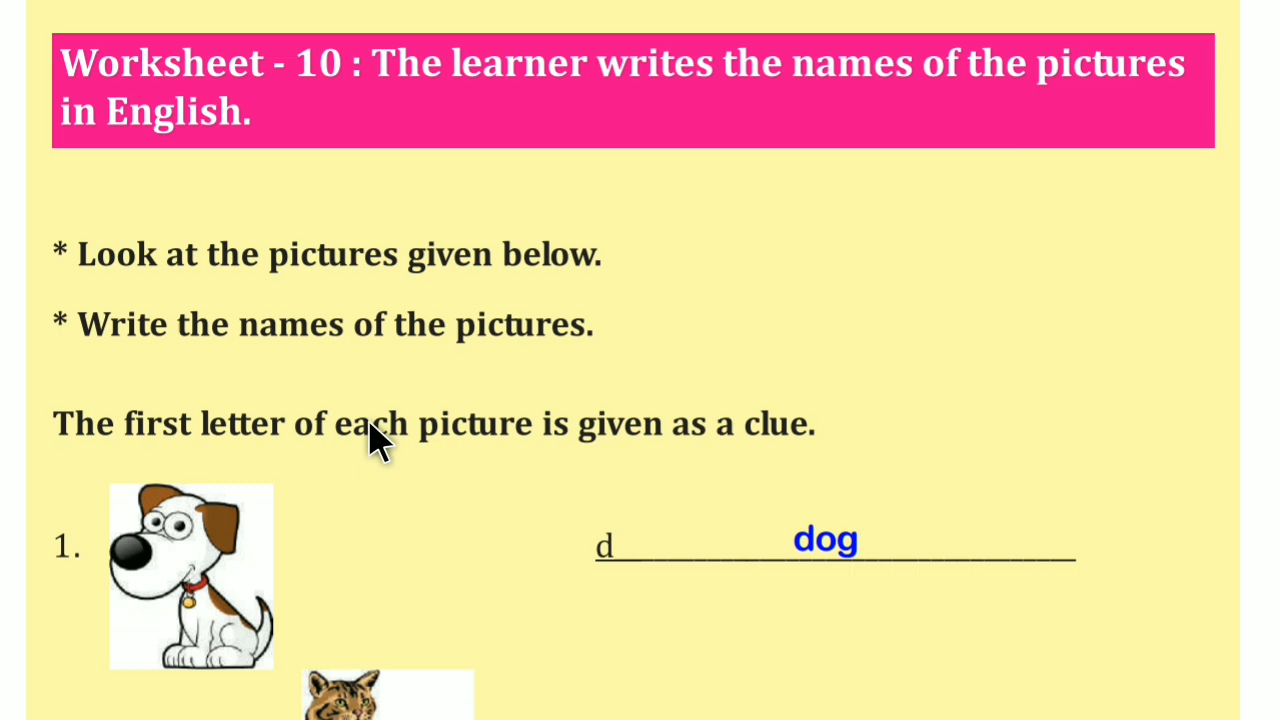 Worksheet - 10 : The learner writes the names of the pictures
in English.
* Look at the pictures given below.
* Write the names of the pictures.
The first letter of each picture is given as a clue.
1. d__________________________________ dog